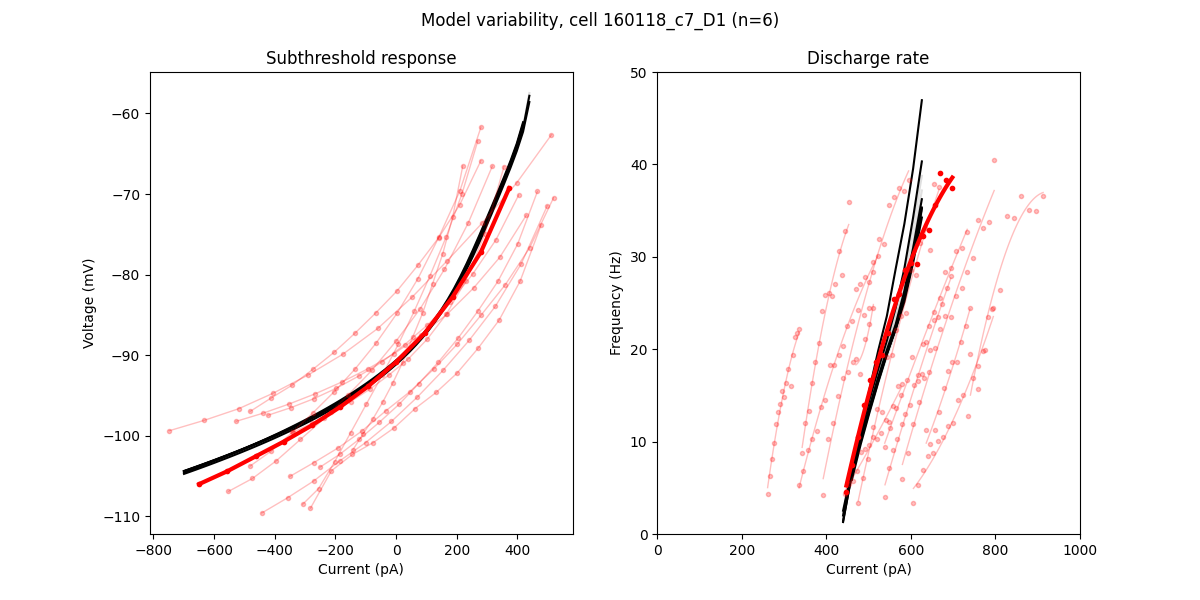 Model variability, cell 160118_c7_D1 (n=6)
Subthreshold response
Voltage (mV)
−60
−70
−80
−90
−100
−110
−800 −600 −400 −200 0 200 400
Current (pA)
Discharge rate
Frequency (Hz)
50
40
30
20
10
0
0 200 400 600 800 1000
Current (pA)